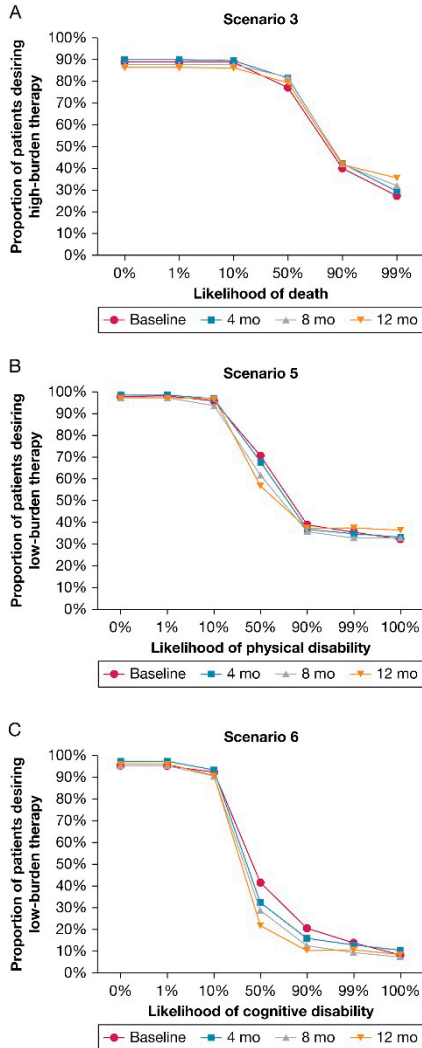 A
Scenario 3
Proportion of patients desiring
high-burden therapy
100%
90%
80%
70%
60%
50%
40%
30%
20%
10%
0%
0% 1% 10% 50% 90% 99%
Likelihood of death
Baseline 4 mo 8 mo 12 mo
B
Scenario 5
Proportion of patients desiring
low-burden therapy
100%
90%
80%
70%
60%
50%
40%
30%
20%
10%
0%
0% 1% 10% 50% 90% 99% 100%
Likelihood of physical disability
Baseline 4 mo 8 mo 12 mo
C
Scenario 6
Proportion of patients desiring
low-burden therapy
100%
90%
80%
70%
60%
50%
40%
30%
20%
10%
0%
0% 1% 10% 50% 90% 99% 100%
Likelihood of cognitive disability
Baseline 4 mo 8 mo 12 mo